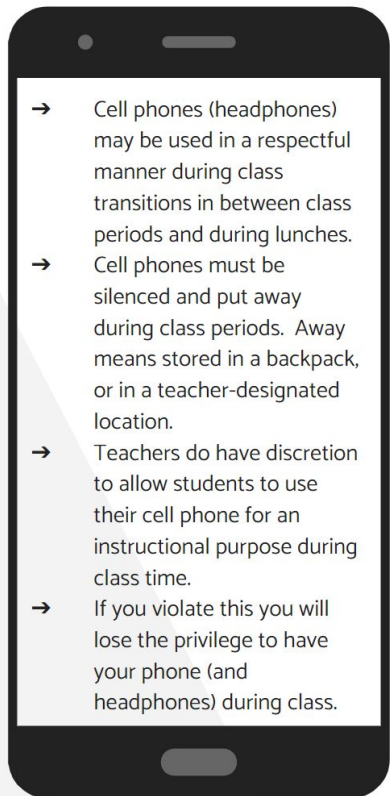 ➔ Cell phones (headphones)
may be used in a respectful
manner during class
transitions in between class
periods and during lunches.
➔ Cell phones must be
silenced and put away
during class periods.  Away
means stored in a backpack,
or in a teacher-designated
location.
➔ Teachers do have discretion
to allow students to use
their cell phone for an
instructional purpose during
class time.
➔ If you violate this you will
lose the privilege to have
your phone (and
headphones) during class.